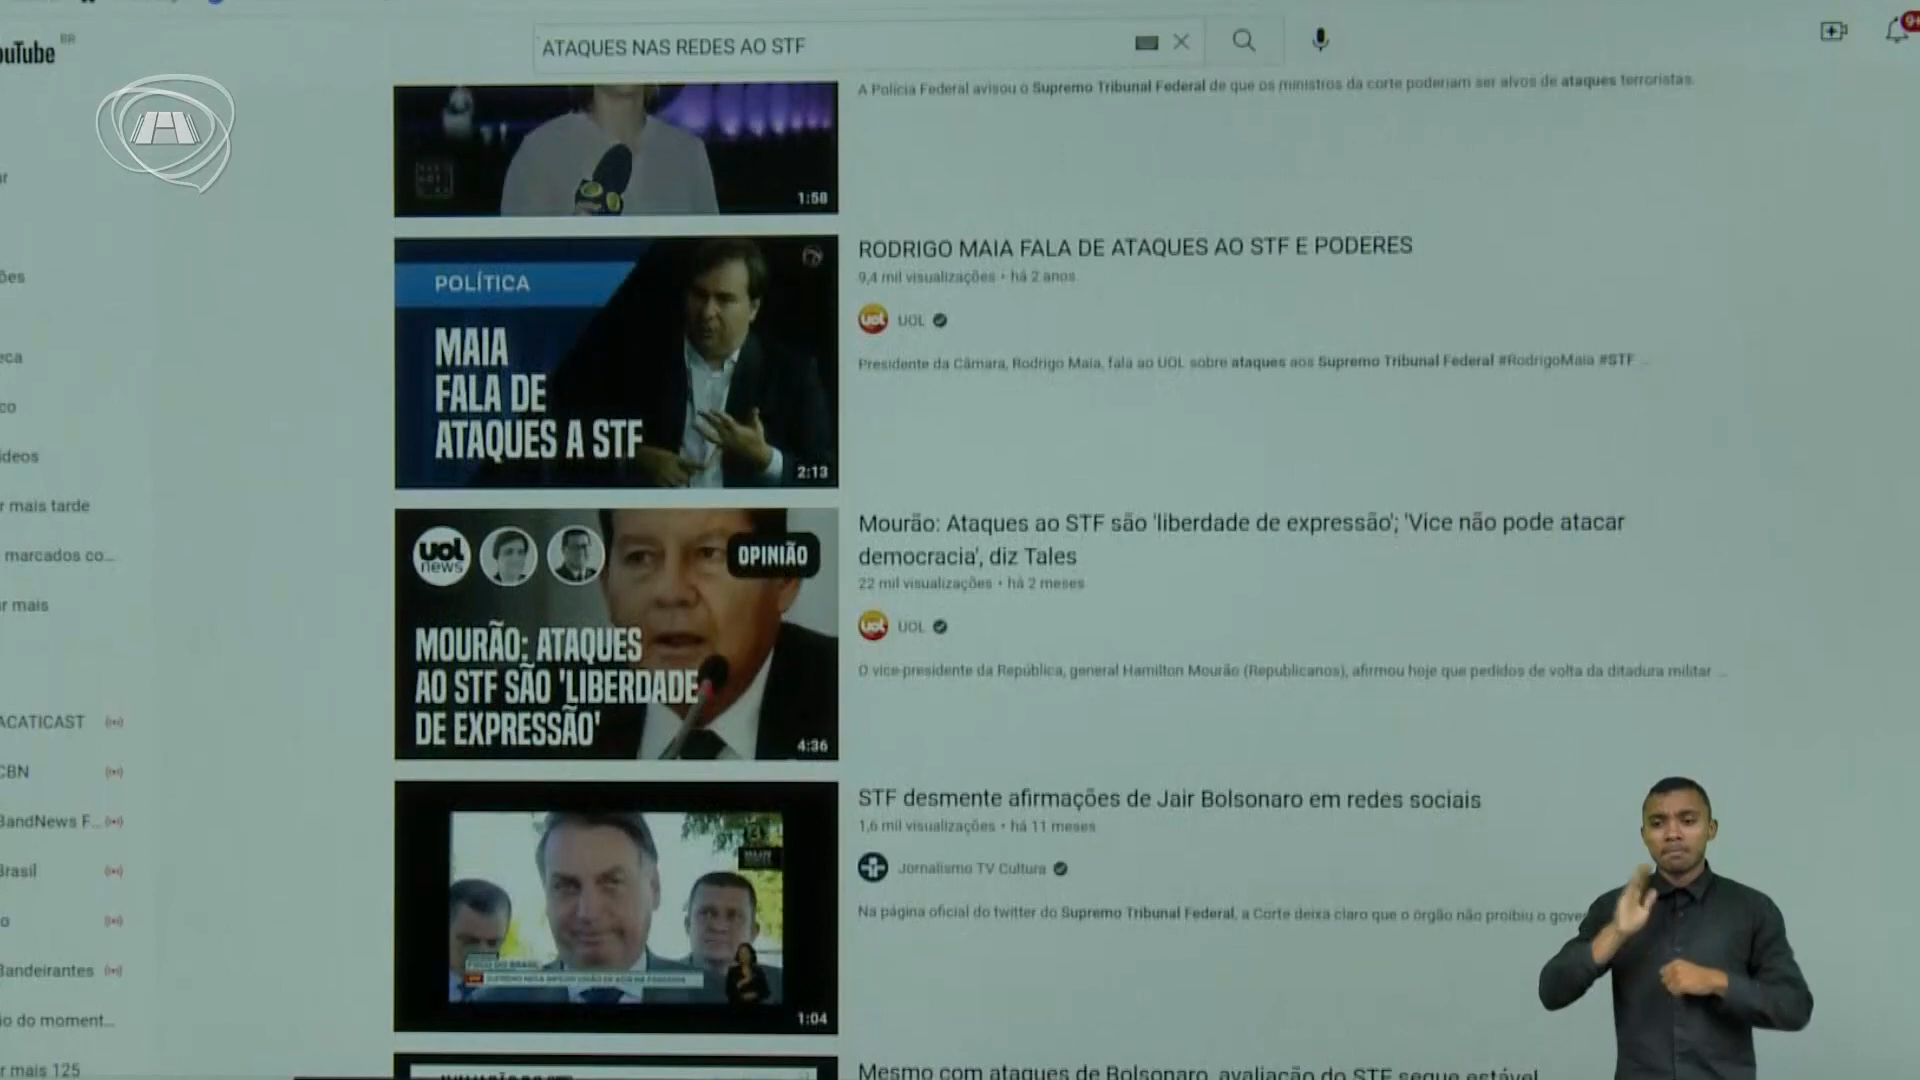 ouTube BR
ATAQUES NAS REDES AO STF
9+
A Polícia Federal avisou o Supremo Tribunal Federal de que os ministros da corte poderiam ser alvos de ataques terroristas.
1:58
POLÍTICA
MAIA
FALA DE
ATAQUES A STF
2:13
RODRIGO MAIA FALA DE ATAQUES AO STF E PODERES
9,4 mil visualizações • há 2 anos
uol UOL
Presidente da Câmara, Rodrigo Maia, fala ao UOL sobre ataques aos Supremo Tribunal Federal #RodrigoMaia #STF ...
uol
news
OPINIÃO
MOURÃO: ATAQUES
AO STF SÃO 'LIBERDADE
DE EXPRESSÃO'
4:36
Mourão: Ataques ao STF são 'liberdade de expressão'; 'Vice não pode atacar
democracia', diz Tales
22 mil visualizações • há 2 meses
uol UOL
O vice-presidente da República, general Hamilton Mourão (Republicanos), afirmou hoje que pedidos de volta da ditadura militar ...
1:04
STF desmente afirmações de Jair Bolsonaro em redes sociais
1,6 mil visualizações • há 11 meses
Jornalismo TV Cultura
Na página oficial do twitter do Supremo Tribunal Federal, a Corte deixa claro que o órgão não proibiu o gove
Mesmo com ataques de Bolsonaro, avaliação do STF segue estável
r
ões
eca
co
ídeos
r mais tarde
marcados co...
r mais
ACATICAST
CBN
BandNews F...
Brasil
o
Bandeirantes
ão do moment...
r mais 125